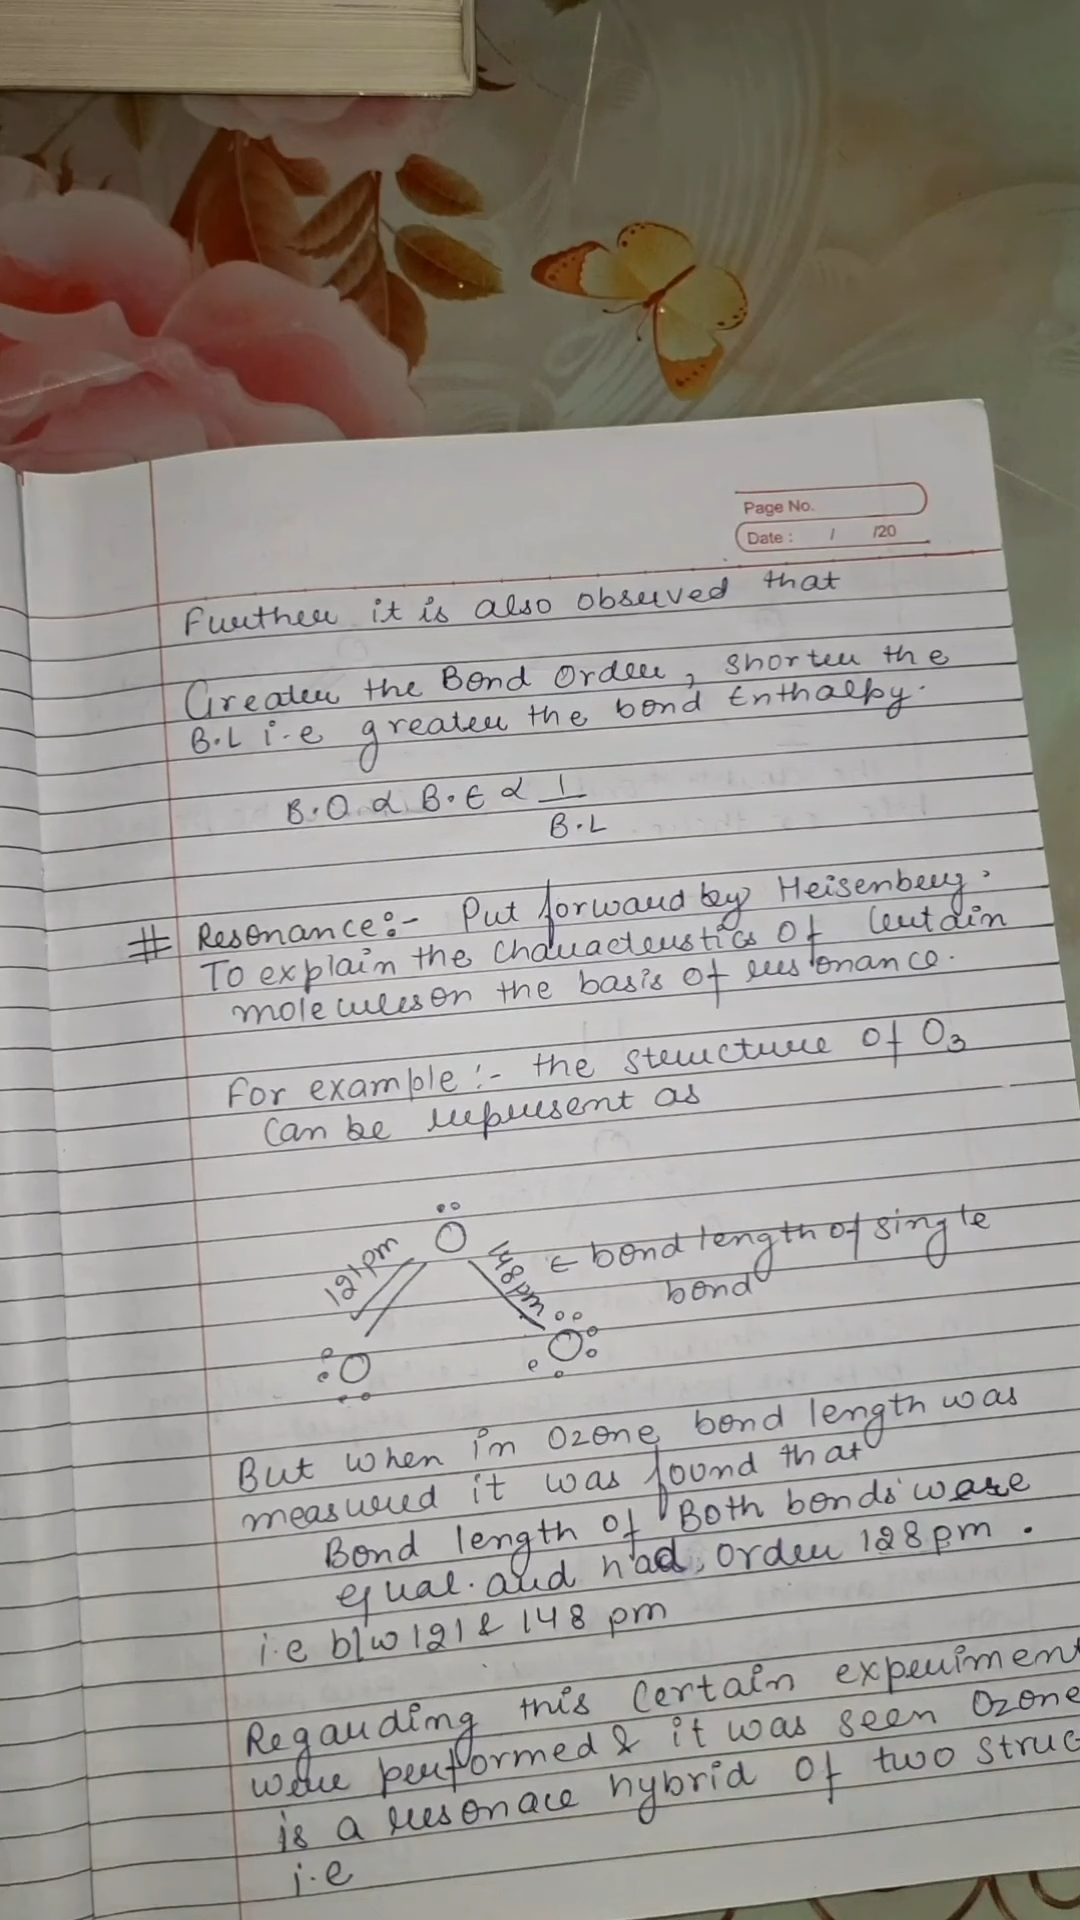 Page No.
Date : / /20
Further it is also observed that
Greater the Bond Order, shorter the
B.L i.e greater the bond Enthalpy.
B.O ∝ B.E ∝ 1
B.L
# Resonance:- Put forward by Heisenberg.
To explain the characterstics of certain
molecules on the basis of resonance.
For example:- the structure of O3
can be represent as
O
121pm 148pm ← bond length of single
bond
O O
But when in ozone bond length was
measured it was found that
Bond length of Both bonds were
equal. and had, order 128pm.
i.e b/w 121 & 148 pm
Regarding this certain experiment
were performed & it was seen Ozone
is a resonace hybrid of two struc
i.e